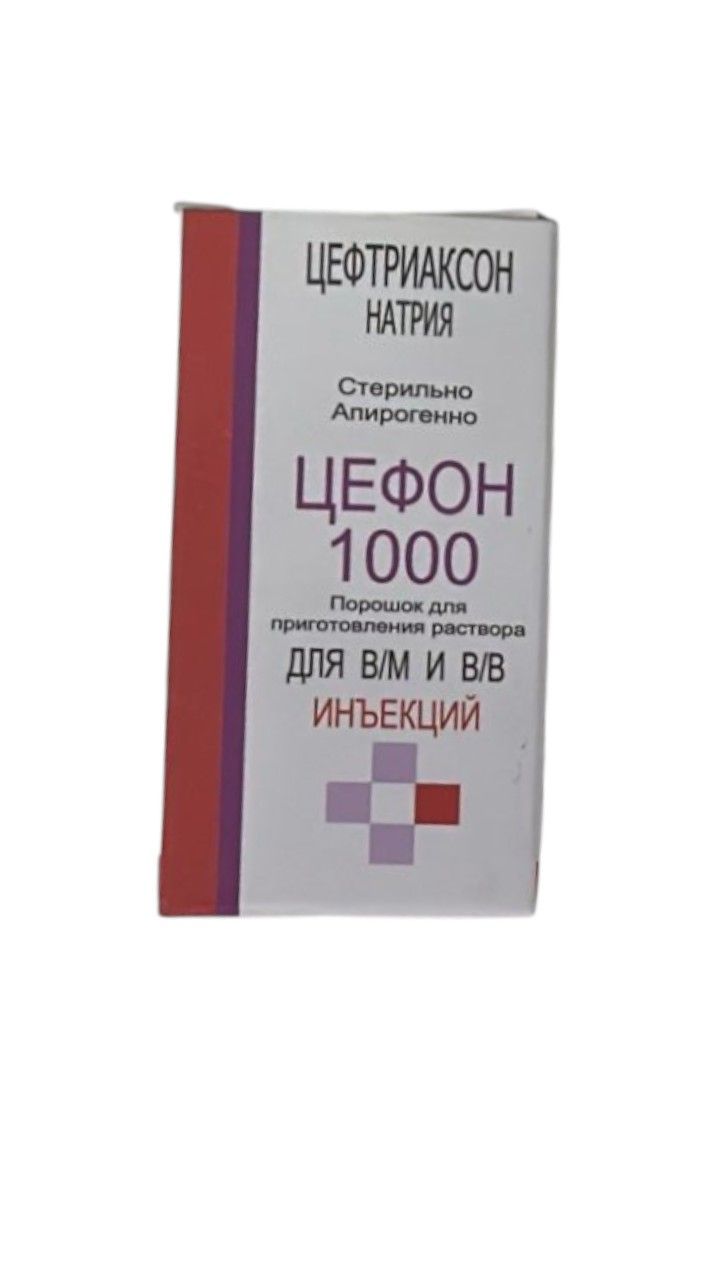 ЦЕФТРИАКСОН
НАТРИЯ
Стерильно
Апирогенно
ЦЕФОН
1000
Порошок для
приготовления раствора
ДЛЯ В/М И В/В
ИНЪЕКЦИЙ